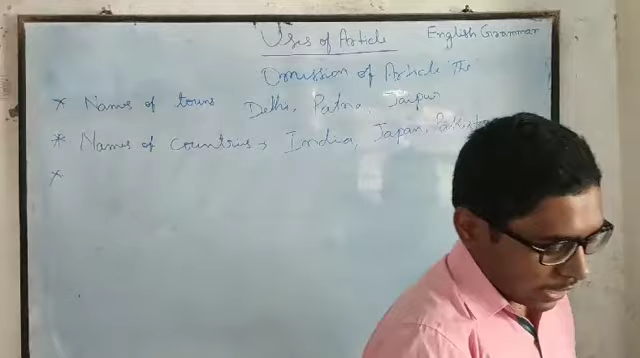 Uses of Article English Grammar
Omission of Article 'The'
* Names of towns Delhi, Patna, Jaipur
* Names of Countries → India, Japan, Pakistan
*